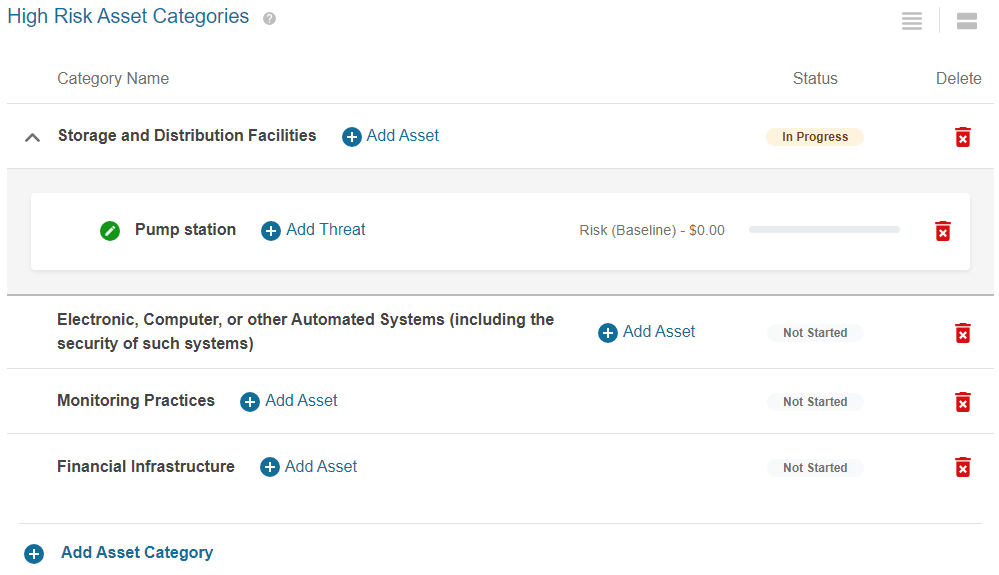 High Risk Asset Categories ?
Category Name Status Delete
Storage and Distribution Facilities Add Asset In Progress
Pump station Add Threat Risk (Baseline) - $0.00
Electronic, Computer, or other Automated Systems (including the
security of such systems) Add Asset Not Started
Monitoring Practices Add Asset Not Started
Financial Infrastructure Add Asset Not Started
Add Asset Category